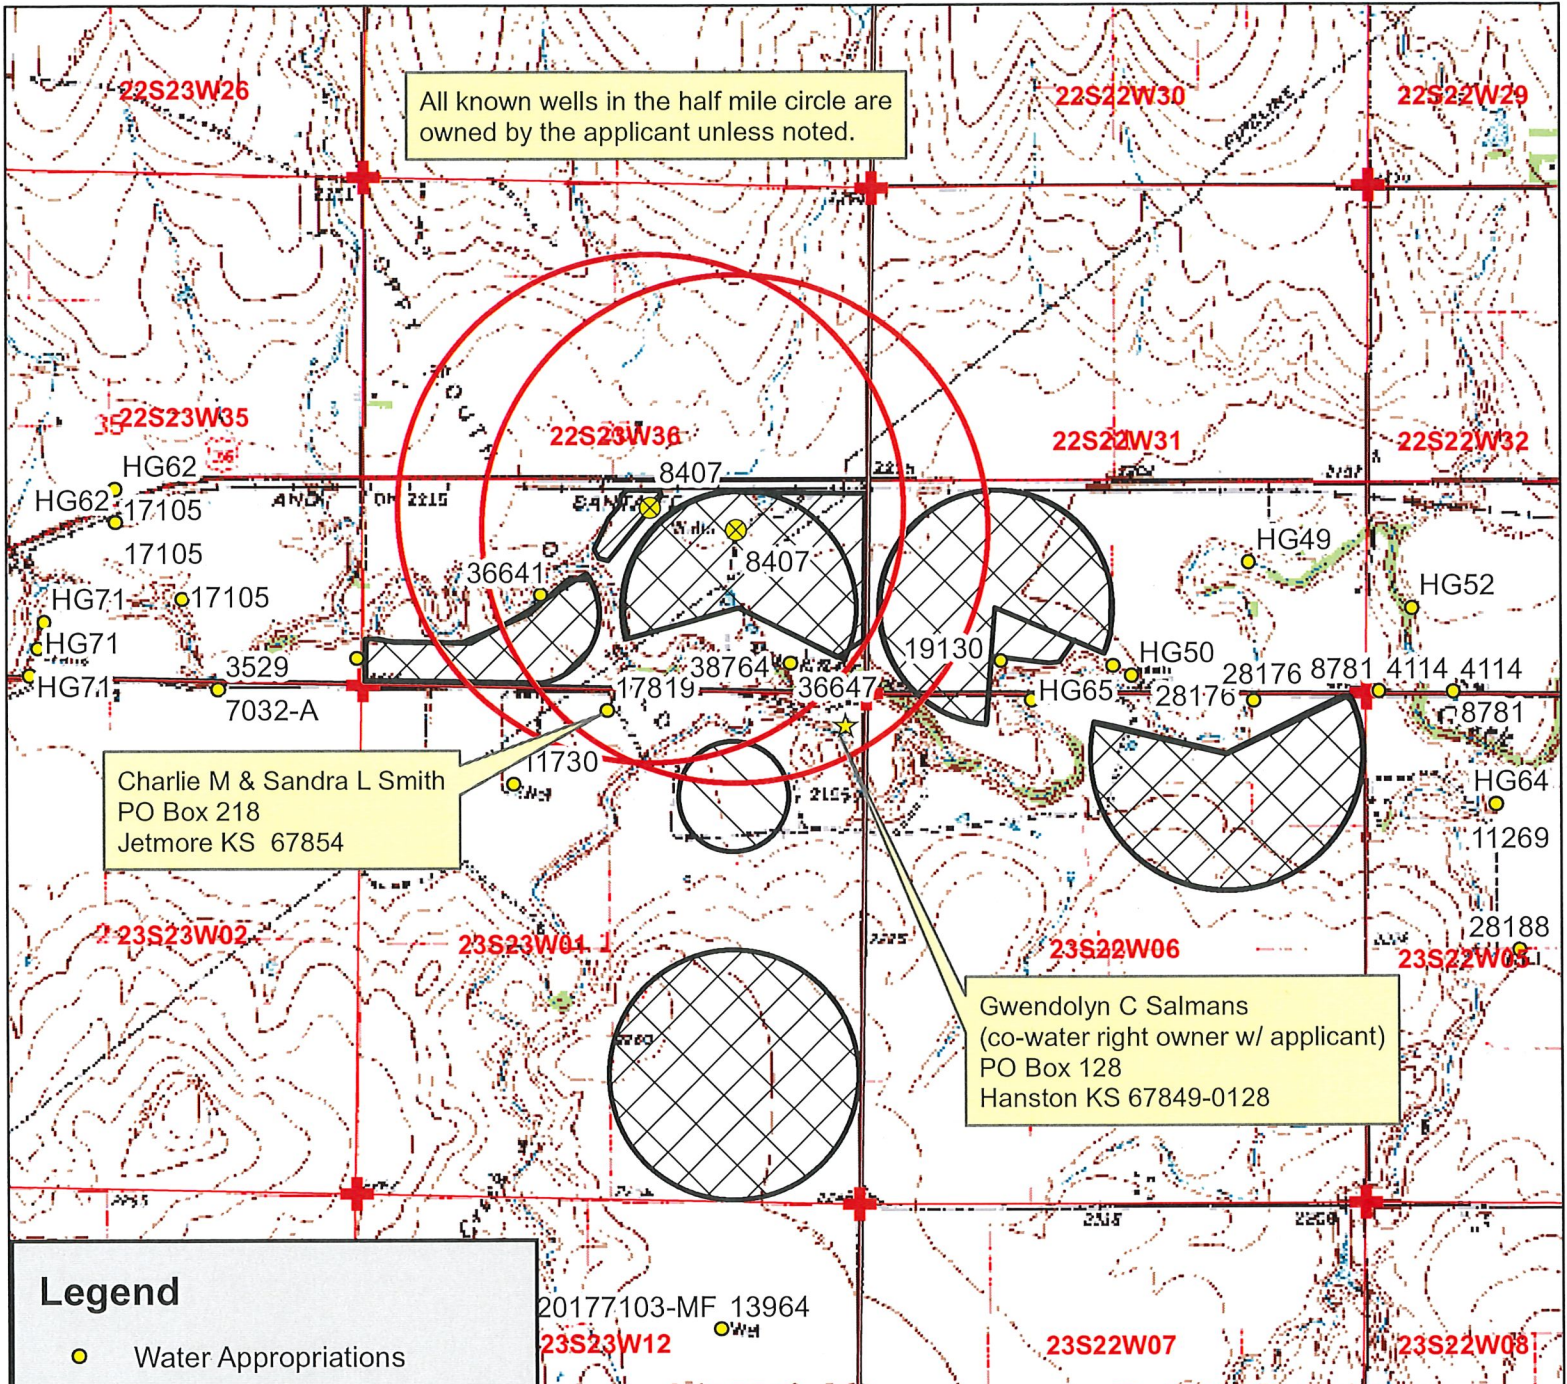 22S23W26
All known wells in the half mile circle are
owned by the applicant unless noted.
22S22W30
22S22W29
PIPELINE
22S23W35
35
22S23W36
22S22W31
22S22W32
HG62
8407
HG62
17105
17105
8407
HG49
36641
HG71
17105
HG52
HG71
3529
38764
19130
HG50
HG71
7032-A
17819
36647
HG65
28176
28176
8781
4114
4114
8781
11730
Charlie M & Sandra L Smith
PO Box 218
Jetmore KS 67854
HG64
11269
28188
23S23W02
23S23W01
23S22W06
23S22W05
Gwendolyn C Salmans
(co-water right owner w/ applicant)
PO Box 128
Hanston KS 67849-0128
Legend
Water Appropriations
20177103-MF
13964
23S23W12
23S22W07
23S22W08